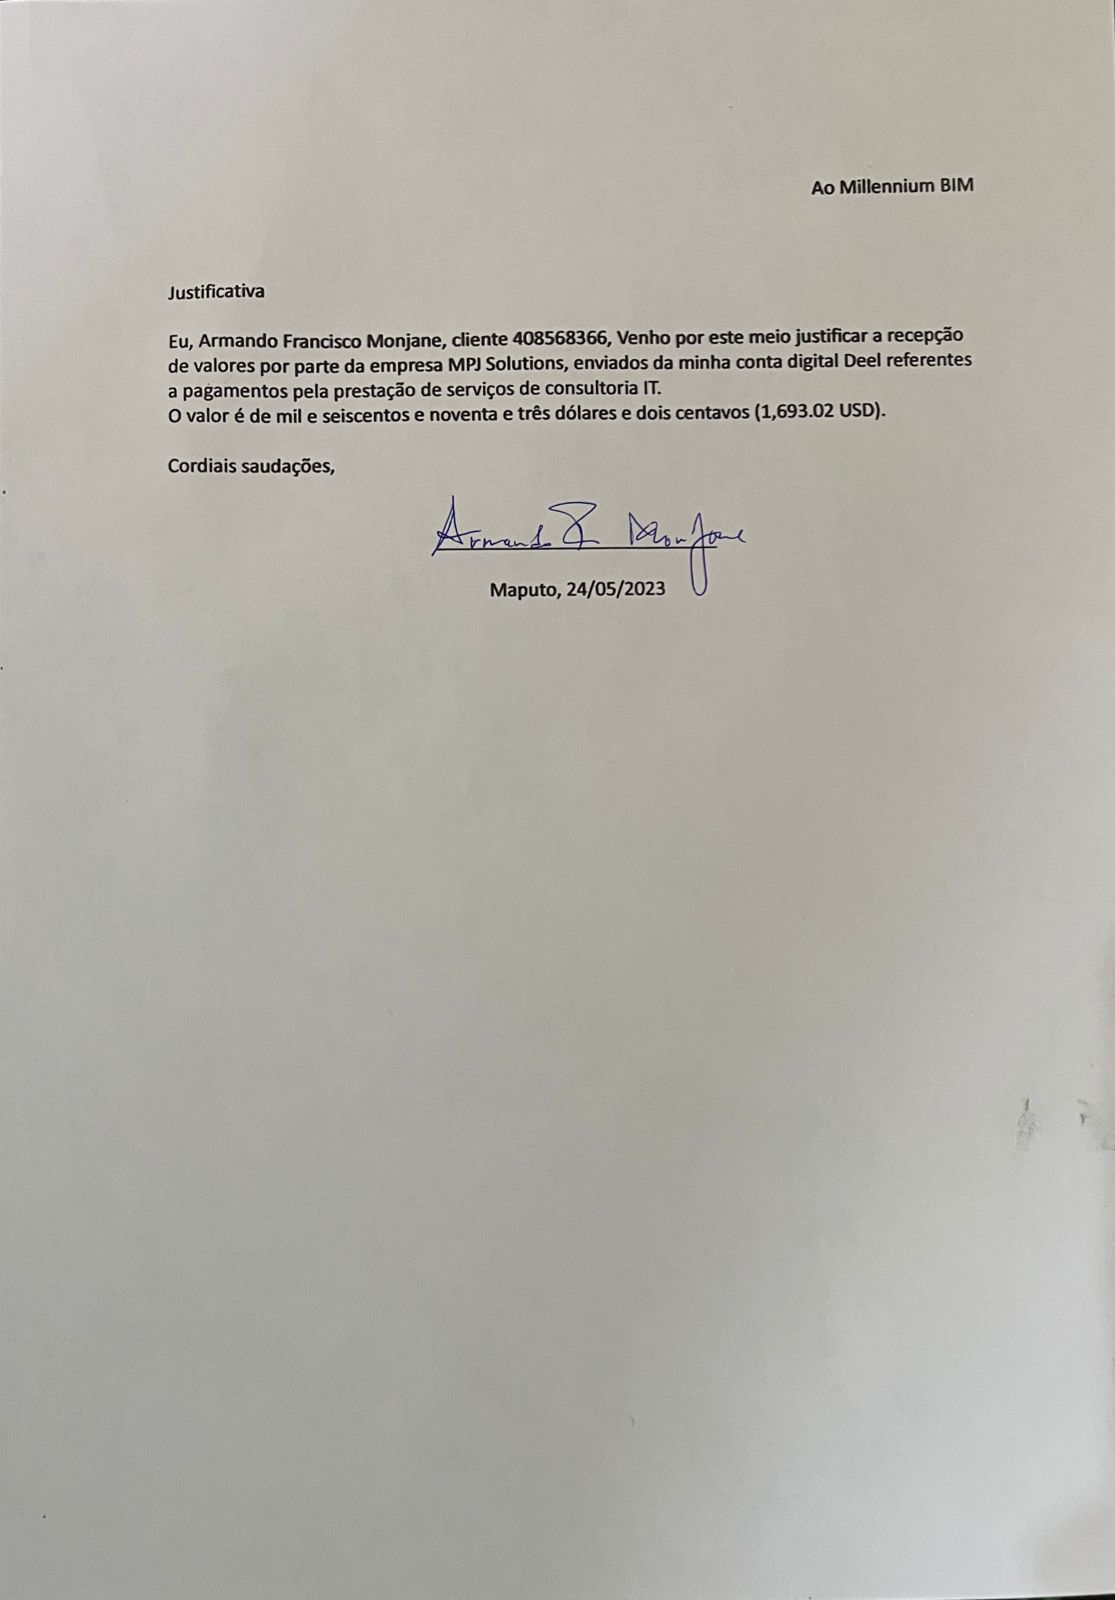 Ao Millennium BIM
Justificativa
Eu, Armando Francisco Monjane, cliente 408568366, Venho por este meio justificar a recepção
de valores por parte da empresa MPJ Solutions, enviados da minha conta digital Deel referentes
a pagamentos pela prestação de serviços de consultoria IT.
O valor é de mil e seiscentos e noventa e três dólares e dois centavos (1,693.02 USD).
Cordiais saudações,
Armando F Monjane
Maputo, 24/05/2023